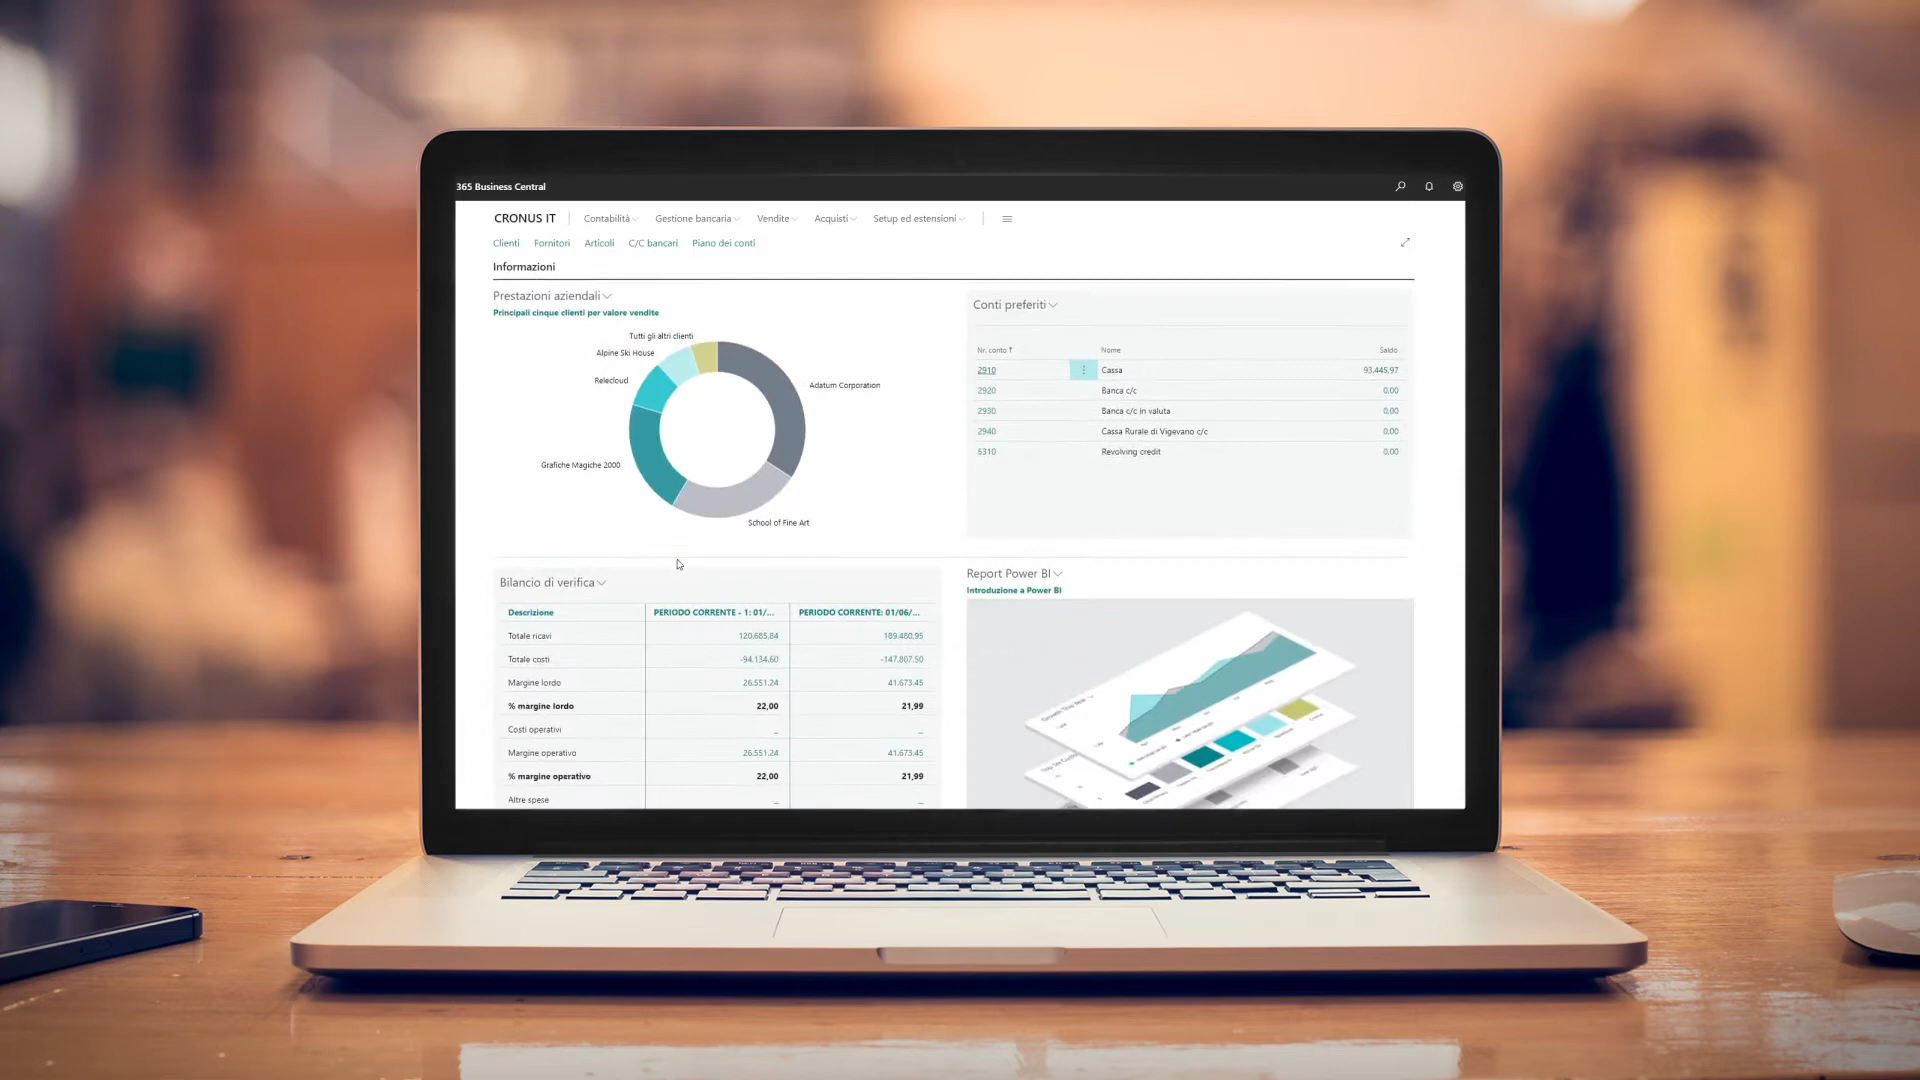 365 Business Central
CRONUS IT
Contabilità
Gestione bancaria
Vendite
Acquisti
Setup ed estensioni
Clienti
Fornitori
Articoli
C/C bancari
Piano dei conti
Informazioni
Prestazioni aziendali
Principali cinque clienti per valore vendite
Tutti gli altri clienti
Alpine Ski House
Relecloud
Adatum Corporation
Grafiche Magiche 2000
School of Fine Art
Conti preferiti
Nr. conto↑ Nome Saldo
2910 Cassa 93.445,97
2920 Banca c/c 0,00
2930 Banca c/c in valuta 0,00
2940 Cassa Rurale di Vigevano c/c 0,00
5310 Revolving credit 0,00
Bilancio di verifica
Descrizione PERIODO CORRENTE - 1: 01/... PERIODO CORRENTE: 01/06/...
Totale ricavi 120.685,84 189.480,95
Totale costi -94.134,60 -147.807,50
Margine lordo 26.551,24 41.673,45
% margine lordo 22,00 21,99
Costi operativi _ _
Margine operativo 26.551,24 41.673,45
% margine operativo 22,00 21,99
Altre spese _ _
Report Power BI
Introduzione a Power BI